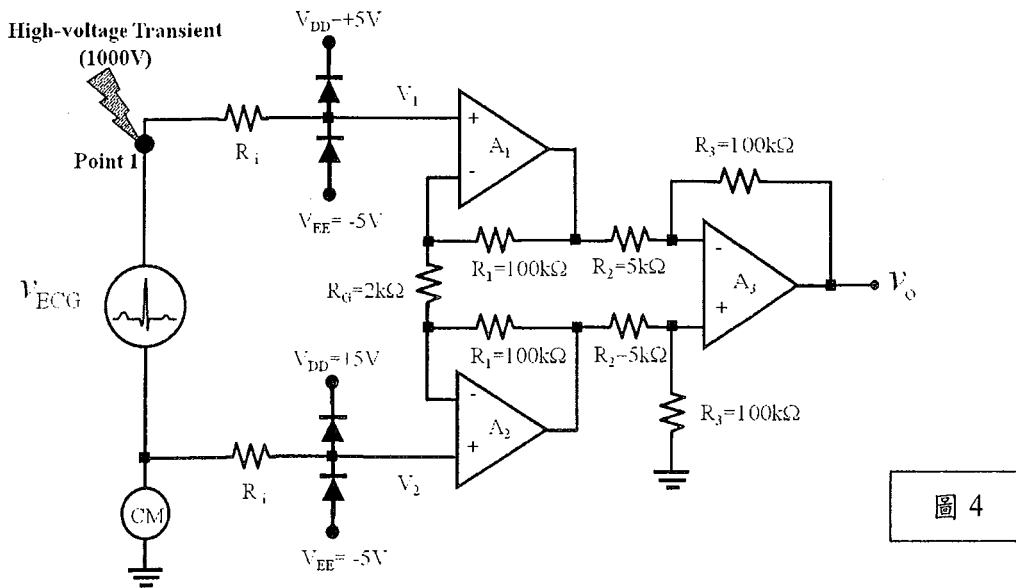 High-voltage Transient
(1000V)
Point 1
V_DD=+5V
R_i
V_1
V_EE= -5V
+
A_1
-
R_3=100kΩ
R_1=100kΩ
R_2=5kΩ
-
A_3
+
V_o
V_ECG
R_G=2kΩ
R_1=100kΩ
R_2=5kΩ
V_DD=+5V
-
A_2
+
R_3=100kΩ
R_i
V_2
CM
V_EE= -5V
圖 4